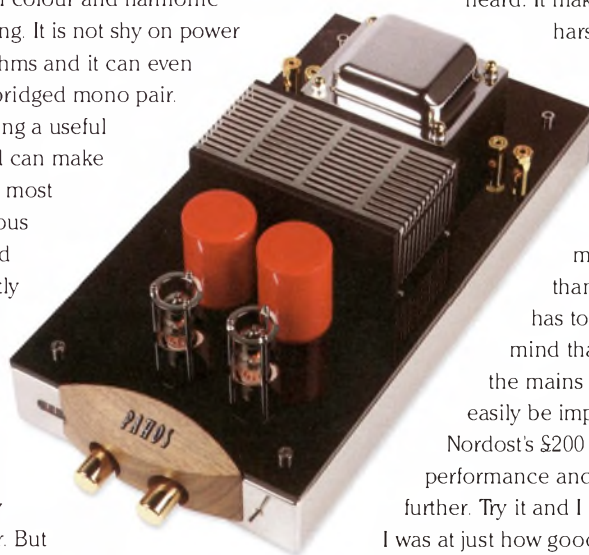 colour and harmonic
ng. It is not shy on power
hms and it can even
bridged mono pair.
ing a useful
can make
most
ous
d
tly
y
r. But
PATHOS
heard. It mak
hars
m
than
has to
mind tha
the mains
easily be imp
Nordost's £200
performance and
further. Try it and I
I was at just how good